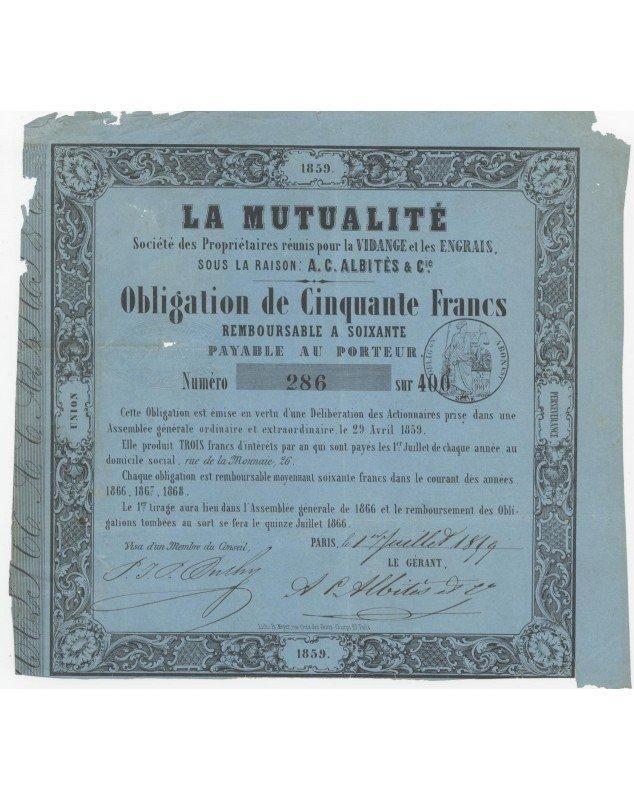 1859.
LA MUTUALITÉ
Société des Propriétaires réunis pour la VIDANGE et les ENGRAIS,
SOUS LA RAISON: A. C. ALBITÈS & Cie.
Obligation de Cinquante Francs
REMBOURSABLE A SOIXANTE
PAYABLE AU PORTEUR.
Numéro 286 sur 400
UNION
PERSÉVÉRANCE
Cette Obligation est émise en vertu d'une Déliberation des Actionnaires prise dans une
Assemblée générale ordinaire et extraordinaire, le 29 Avril 1859.
Elle produit TROIS francs d'intérêts par an qui sont payés les 1er Juillet de chaque année au
domicile social, rue de la Monnaie, 26.
Chaque obligation est remboursable moyennant soixante francs dans le courant des années
1866, 1867, 1868.
Le 1er tirage aura lieu dans l'Assemblée générale de 1866 et le remboursement des Obli-
gations tombées au sort se fera le quinze Juillet 1866.
Visa d'un Membre du Conseil,
PARIS, le 1er Juillet 1859
LE GÉRANT,
A C Albitès et Cie
1859.